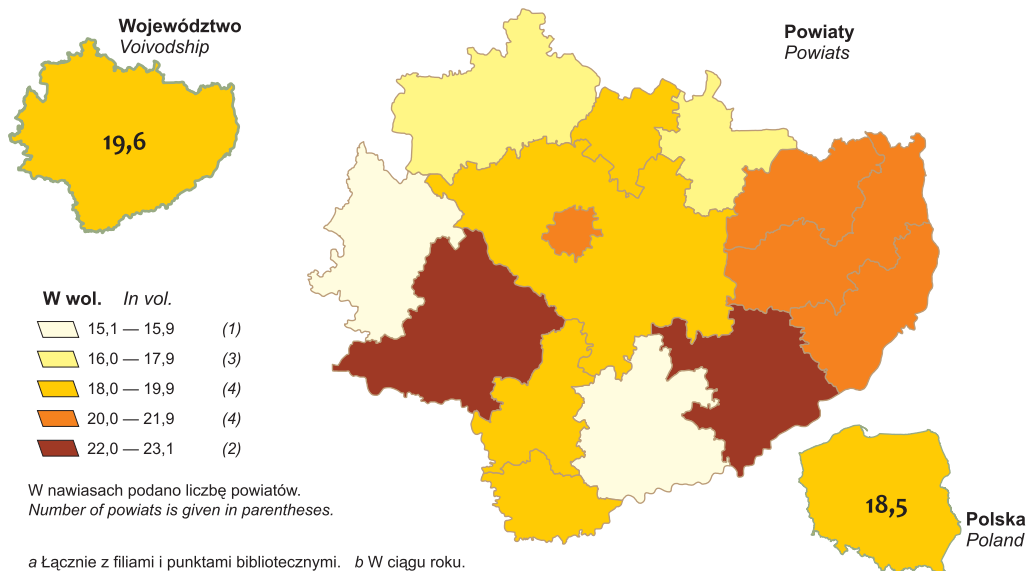 Województwo
Voivodship
19,6
Powiaty
Powiats
W wol. In vol.
15,1 — 15,9 (1)
16,0 — 17,9 (3)
18,0 — 19,9 (4)
20,0 — 21,9 (4)
22,0 — 23,1 (2)
W nawiasach podano liczbę powiatów.
Number of powiats is given in parentheses.
18,5
Polska
Poland
a Łącznie z filiami i punktami bibliotecznymi. b W ciągu roku.